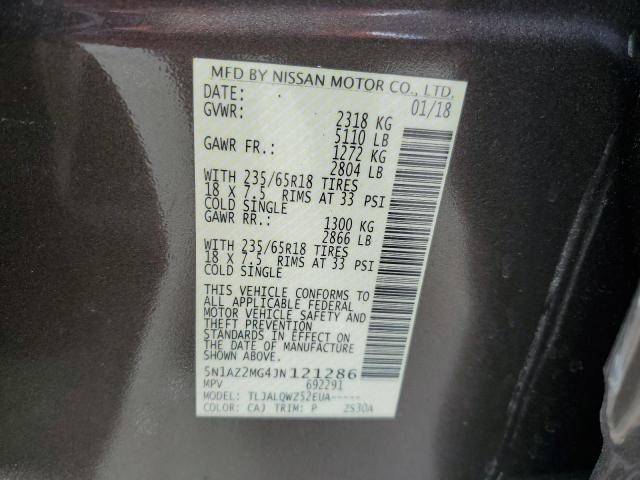 MFD BY NISSAN MOTOR CO., LTD.
DATE: 01/18
GVWR: 2318 KG
5110 LB
GAWR FR.: 1272 KG
2804 LB
WITH 235/65R18 TIRES
18 X 7.5 RIMS AT 33 PSI
COLD SINGLE
GAWR RR.: 1300 KG
2866 LB
WITH 235/65R18 TIRES
18 X 7.5 RIMS AT 33 PSI
COLD SINGLE
THIS VEHICLE CONFORMS TO
ALL APPLICABLE FEDERAL
MOTOR VEHICLE SAFETY AND
THEFT PREVENTION
STANDARDS IN EFFECT ON
THE DATE OF MANUFACTURE
SHOWN ABOVE.
5N1AZ2MG4JN121286
MPV 692291
MODEL: TLJALQWZ52EUA-----
COLOR: CAJ TRIM: P 2S30A